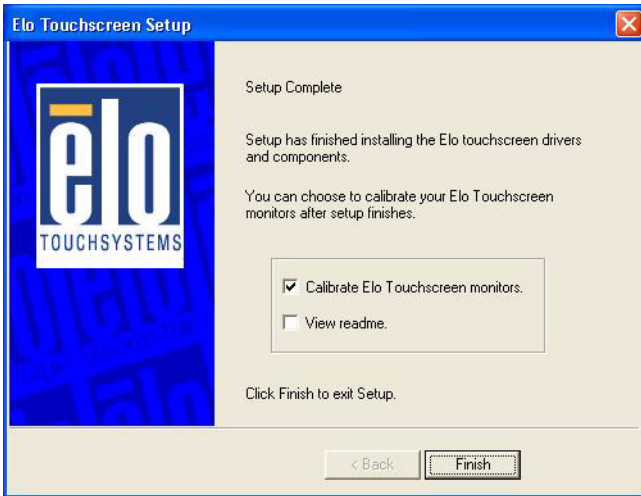 Elo Touchscreen Setup
elo
TOUCHSYSTEMS
Setup Complete
Setup has finished installing the Elo touchscreen drivers
and components.
You can choose to calibrate your Elo Touchscreen
monitors after setup finishes.
Calibrate Elo Touchscreen monitors.
View readme.
Click Finish to exit Setup.
< Back
Finish